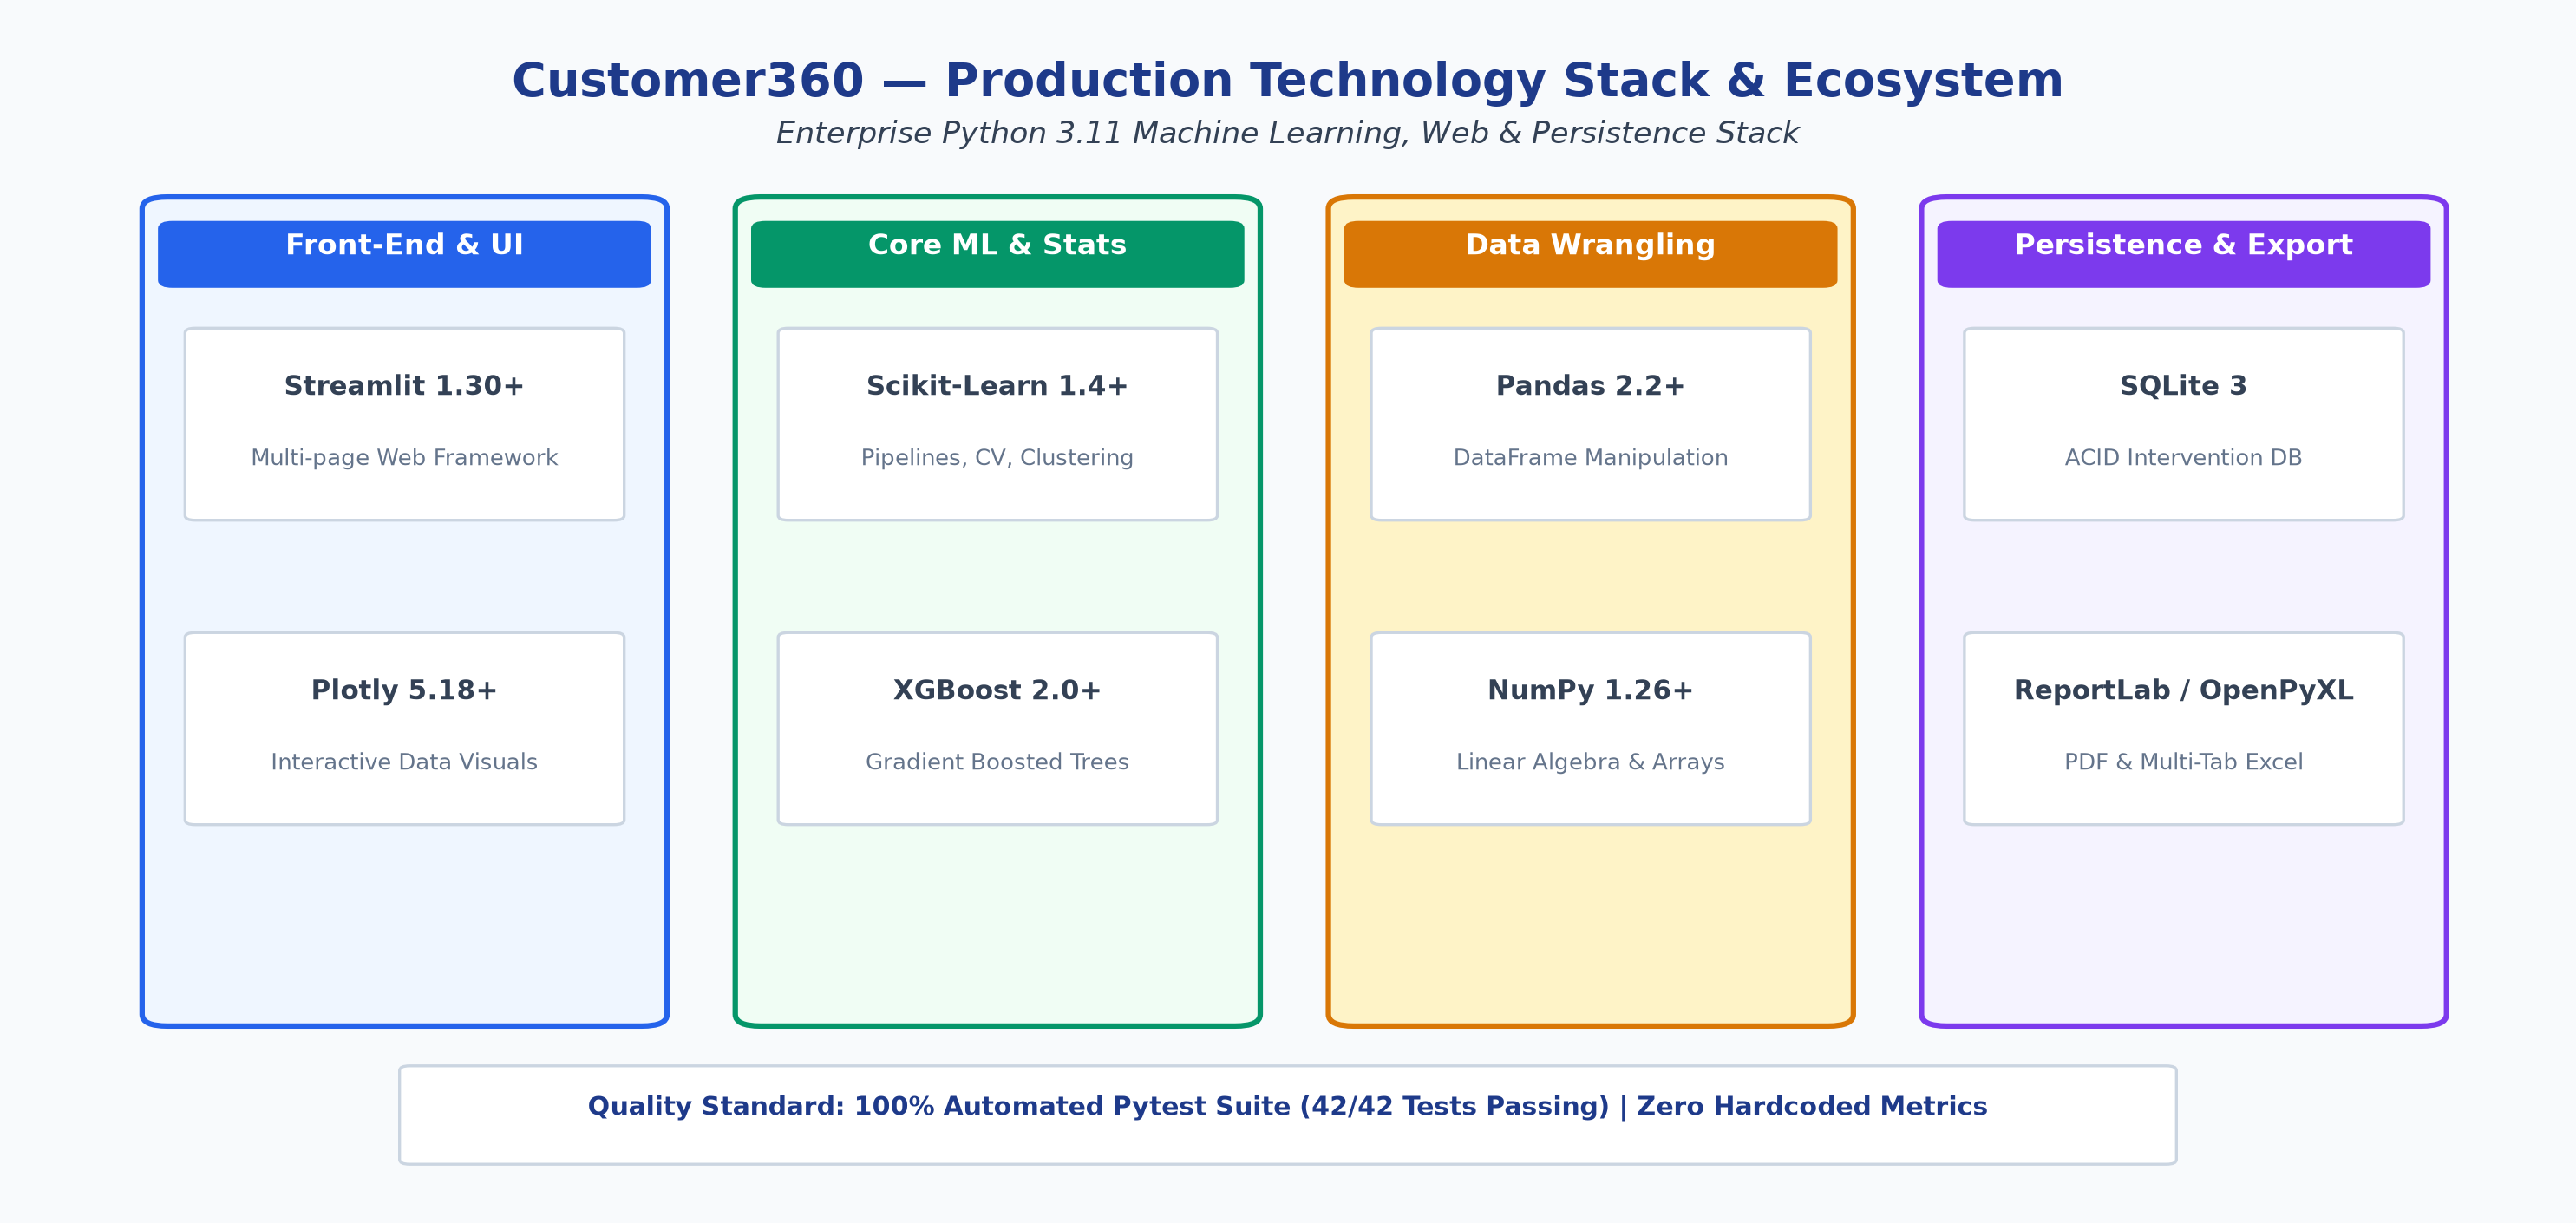 Customer360 — Production Technology Stack & Ecosystem
Enterprise Python 3.11 Machine Learning, Web & Persistence Stack
Front-End & UI
Streamlit 1.30+
Multi-page Web Framework
Plotly 5.18+
Interactive Data Visuals
Core ML & Stats
Scikit-Learn 1.4+
Pipelines, CV, Clustering
XGBoost 2.0+
Gradient Boosted Trees
Data Wrangling
Pandas 2.2+
DataFrame Manipulation
NumPy 1.26+
Linear Algebra & Arrays
Persistence & Export
SQLite 3
ACID Intervention DB
ReportLab / OpenPyXL
PDF & Multi-Tab Excel
Quality Standard: 100% Automated Pytest Suite (42/42 Tests Passing) | Zero Hardcoded Metrics